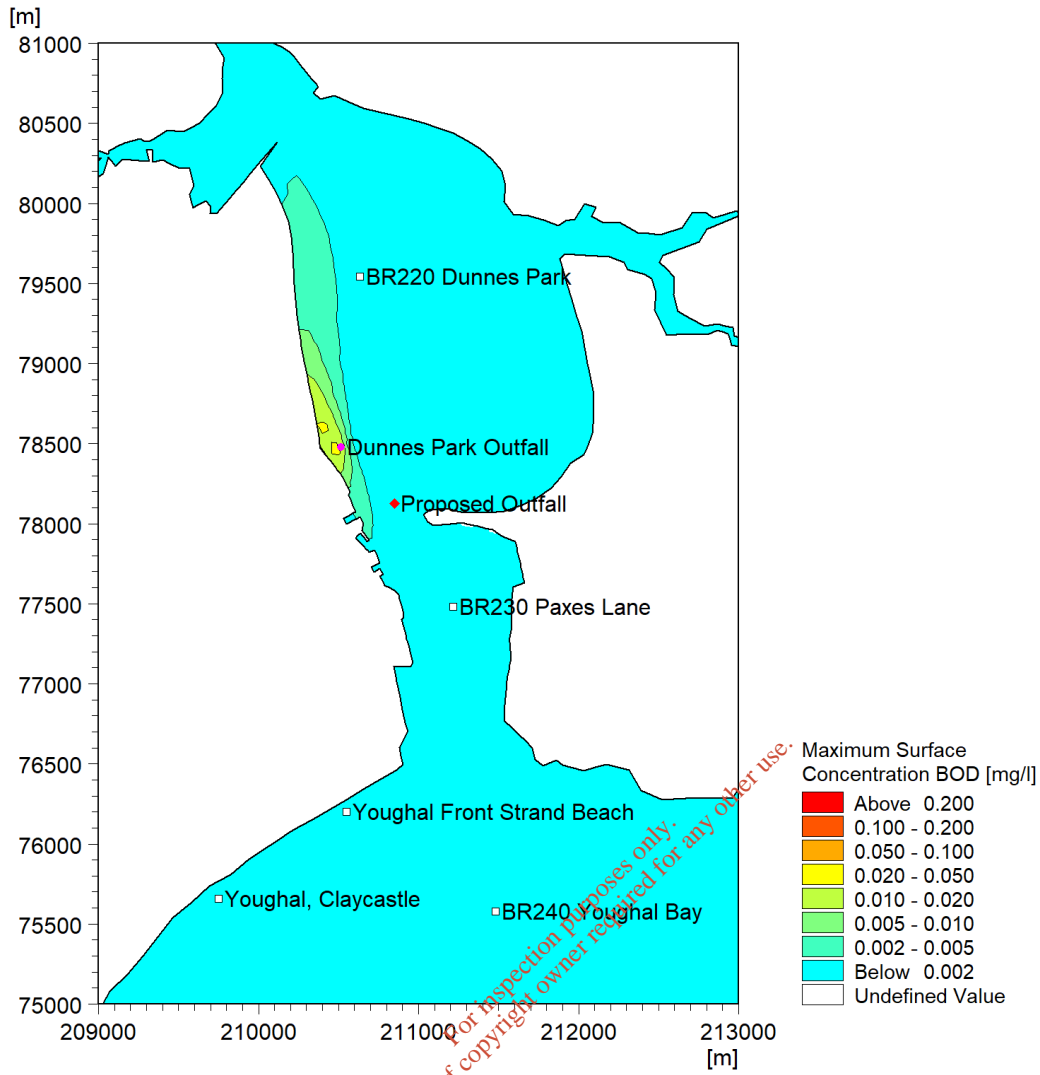 [m]
81000
80500
80000
79500
79000
78500
78000
77500
77000
76500
76000
75500
75000
209000
210000
211000
212000
213000
[m]
BR220 Dunnes Park
Dunnes Park Outfall
Proposed Outfall
BR230 Paxes Lane
Youghal Front Strand Beach
Youghal, Claycastle
BR240 Youghal Bay
Maximum Surface
Concentration BOD [mg/l]
Above 0.200
0.100 - 0.200
0.050 - 0.100
0.020 - 0.050
0.010 - 0.020
0.005 - 0.010
0.002 - 0.005
Below 0.002
Undefined Value
For inspection purposes only.
of copyright owner required for any other use.